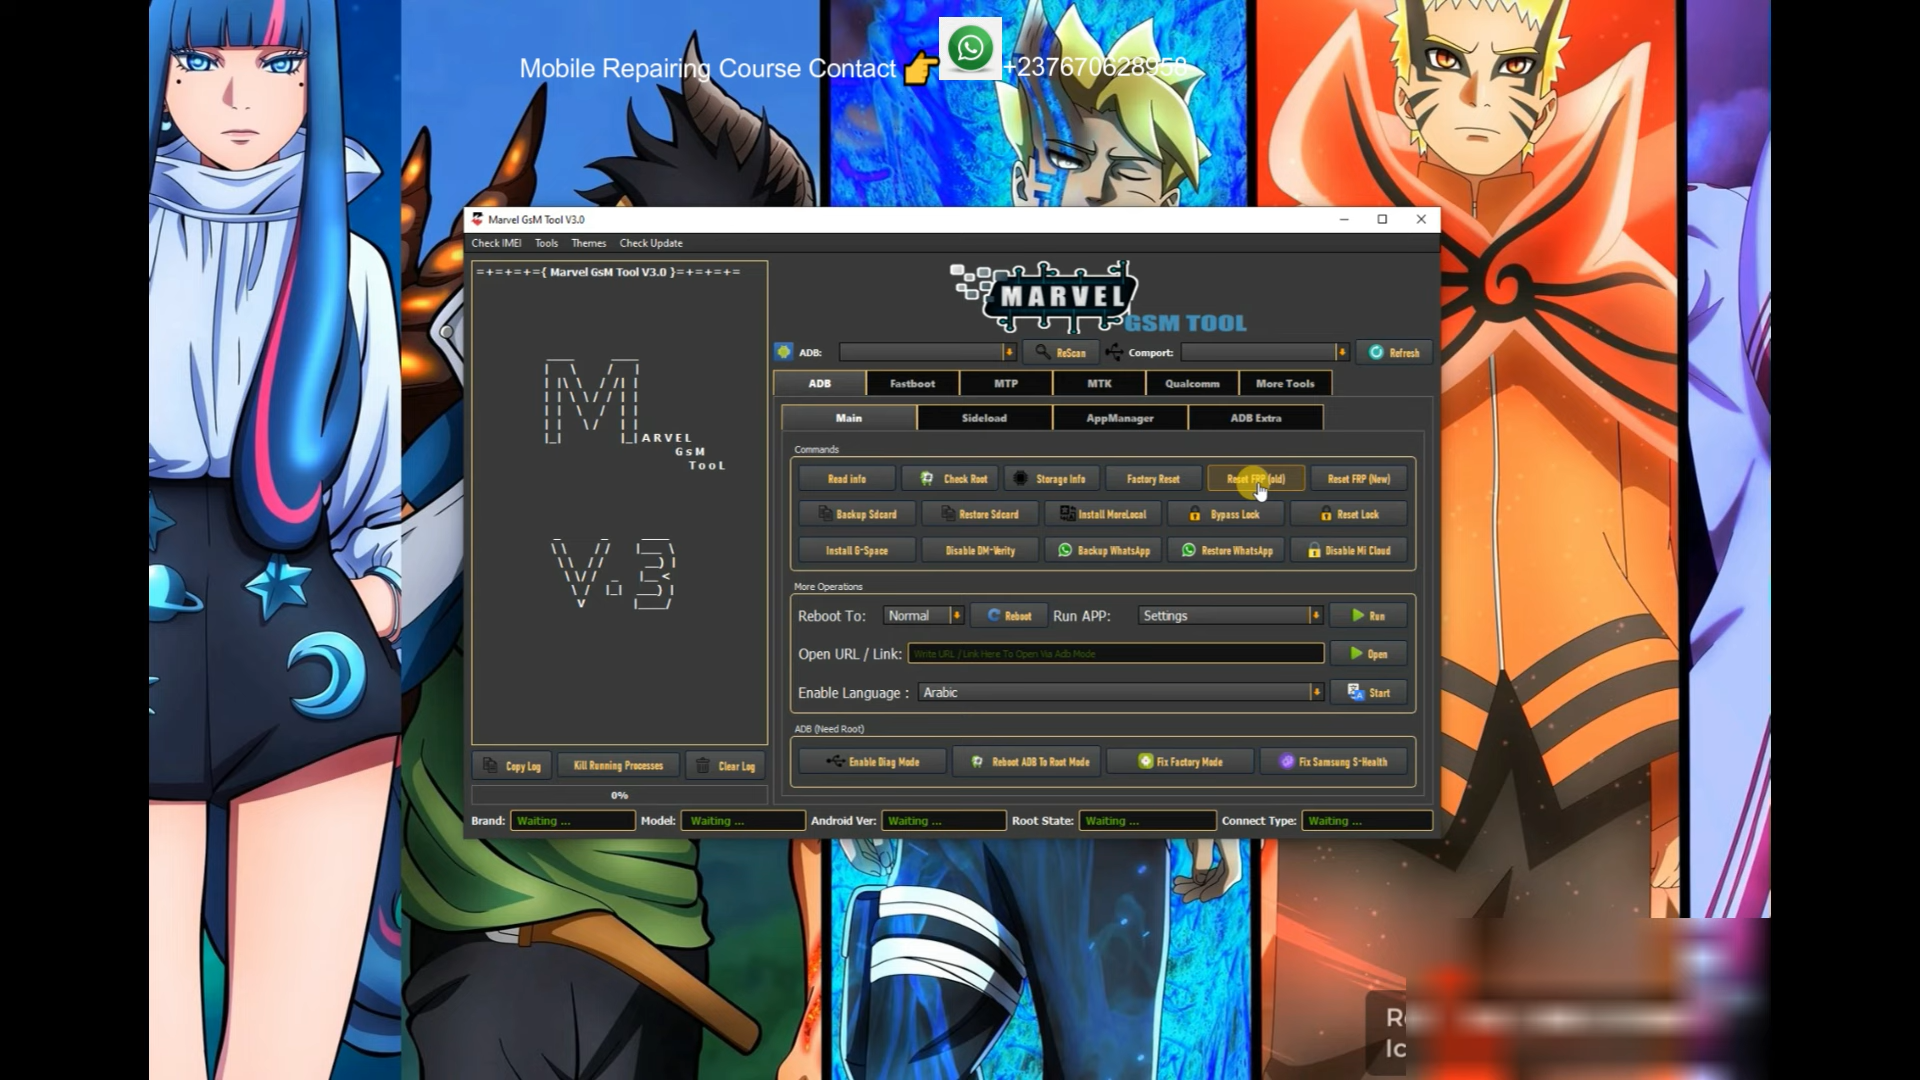 Mobile Repairing Course Contact 👉 +237670628958
Marvel GsM Tool V3.0
Check IMEI Tools Themes Check Update
=+=+=+={ Marvel GsM Tool V3.0 }=+=+=+=
ARVEL
GsM
TooL
MARVEL
GSM TOOL
ADB: ReScan Comport: Refresh
ADB Fastboot MTP MTK Qualcomm More Tools
Main Sideload AppManager ADB Extra
Commands
Read info Check Root Storage Info Factory Reset Reset FRP (old) Reset FRP (New)
Backup Sdcard Restore Sdcard Install MoreLocal Bypass Lock Reset Lock
Install G-Space Disable DM-Verity Backup WhatsApp Restore WhatsApp Disable Mi Cloud
More Operations
Reboot To: Normal Reboot Run APP: Settings Run
Open URL / Link: Write URL / Link Here To Open Via Adb Mode Open
Enable Language : Arabic Start
ADB (Need Root)
Enable Diag Mode Reboot ADB To Root Mode Fix Factory Mode Fix Samsung S-Health
Copy Log Kill Running Processes Clear Log
0%
Brand: Waiting ... Model: Waiting ... Android Ver: Waiting ... Root State: Waiting ... Connect Type: Waiting ...